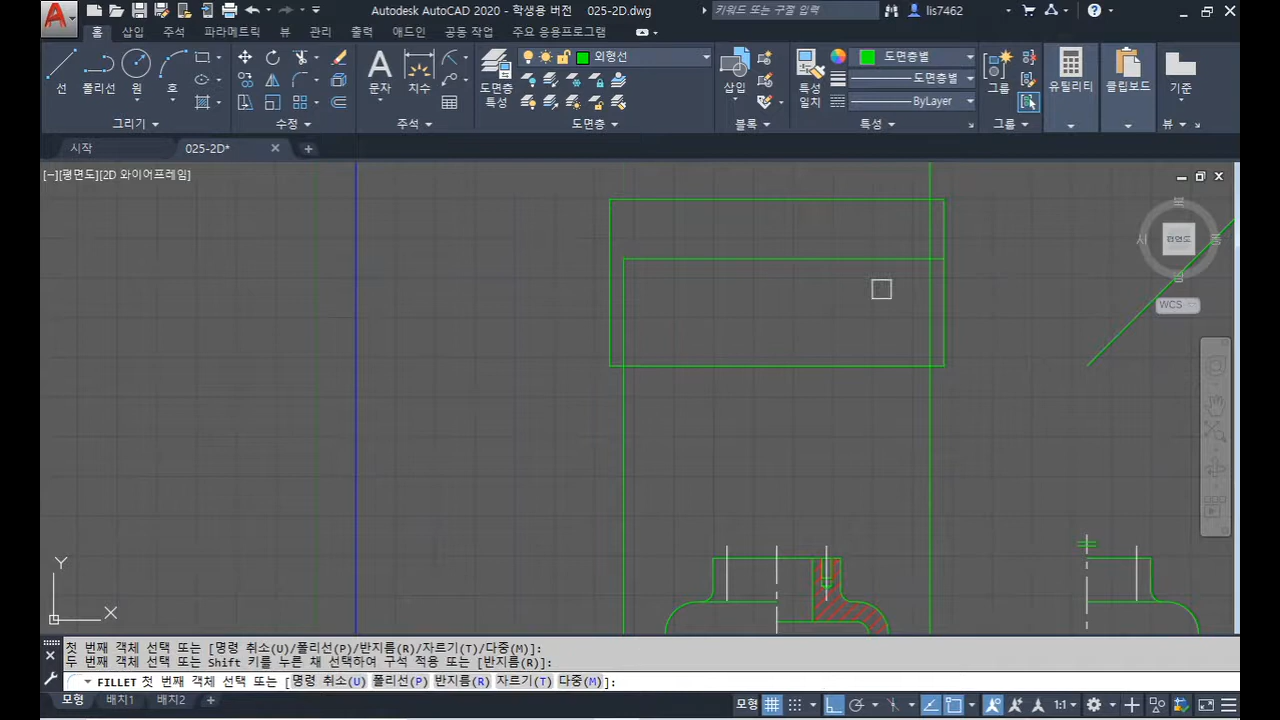 Autodesk AutoCAD 2020 - 학생용 버전 025-2D.dwg
키워드 또는 구절 입력
lis7462
홈 삽입 주석 파라메트릭 뷰 관리 출력 애드인 공동 작업 주요 응용프로그램
외형선
도면층별
도면층별
ByLayer
선 폴리선 원 호 문자 치수 도면층 특성 삽입 특성 일치 그룹 유틸리티 클립보드 기준
그리기 수정 주석 도면층 블록 특성 그룹 뷰
시작 025-2D*
[-][평면도][2D 와이어프레임]
북
평면도
남
WCS
Y
X
첫 번째 객체 선택 또는 [명령 취소(U)/폴리선(P)/반지름(R)/자르기(T)/다중(M)]:
두 번째 객체 선택 또는 Shift 키를 누른 채 선택하여 구석 적용 또는 [반지름(R)]:
FILLET 첫 번째 객체 선택 또는 [명령 취소(U) 폴리선(P) 반지름(R) 자르기(T) 다중(M)]:
모형 배치1 배치2 + 모형 1:1